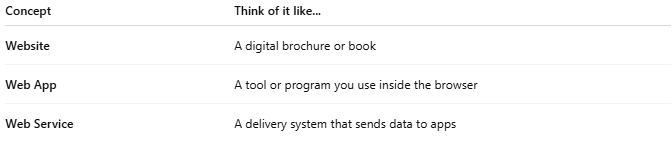 Concept Think of it like...
Website A digital brochure or book
Web App A tool or program you use inside the browser
Web Service A delivery system that sends data to apps